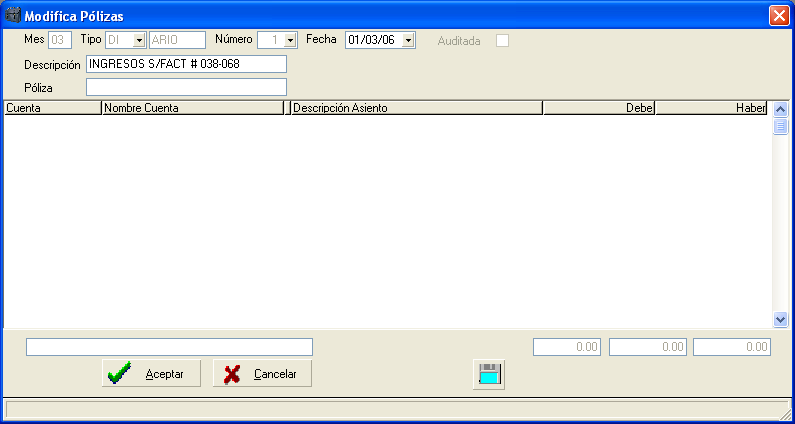 Modifica Pólizas
Mes 03 Tipo DI ARIO Número 1 Fecha 01/03/06 Auditada
Descripción INGRESOS S/FACT # 038-068
Póliza
Cuenta Nombre Cuenta Descripción Asiento Debe Haber
0.00 0.00 0.00
Aceptar Cancelar